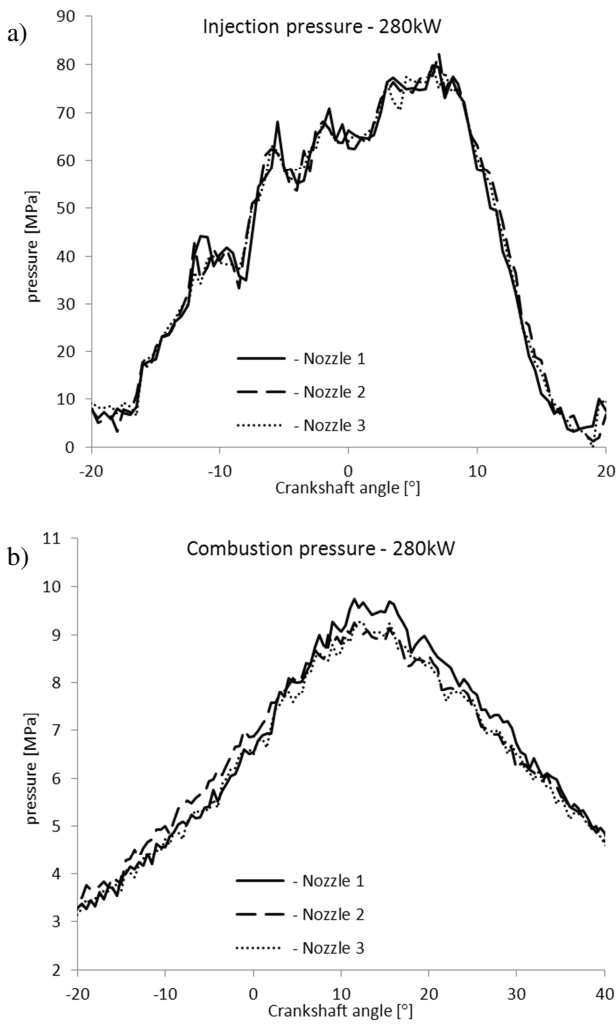 a)
Injection pressure - 280kW
90
80
70
60
50
40
30
20
10
0
pressure [MPa]
- Nozzle 1
- Nozzle 2
- Nozzle 3
-20 -10 0 10 20
Crankshaft angle [°]
b)
Combustion pressure - 280kW
11
10
9
8
7
6
5
4
3
2
pressure [MPa]
- Nozzle 1
- Nozzle 2
- Nozzle 3
-20 -10 0 10 20 30 40
Crankshaft angle [°]